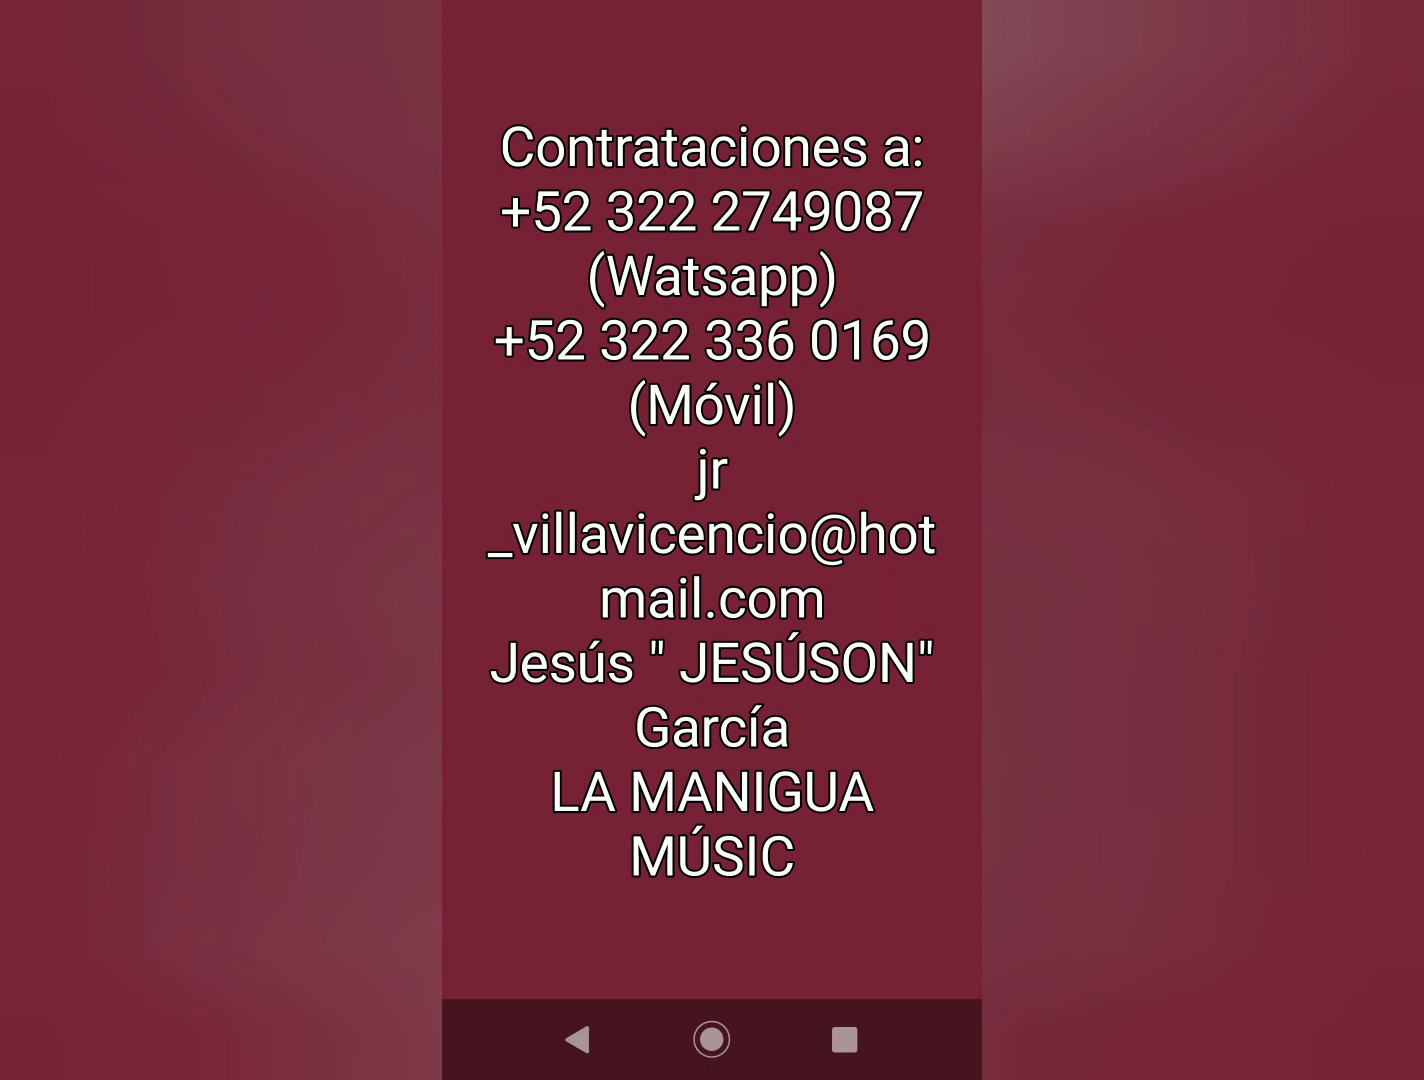 Contrataciones a:
+52 322 2749087
(Watsapp)
+52 322 336 0169
(Móvil)
jr
_villavicencio@hot
mail.com
Jesús " JESÚSON"
García
LA MANIGUA
MÚSIC